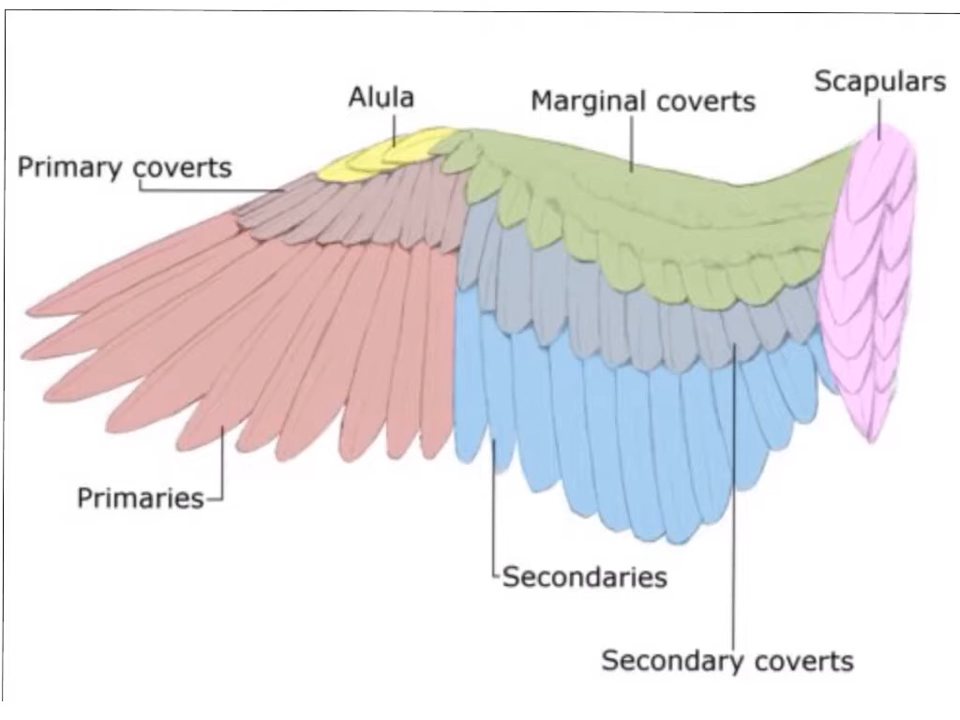 Scapulars
Alula
Marginal coverts
Primary coverts
Primaries
Secondaries
Secondary coverts